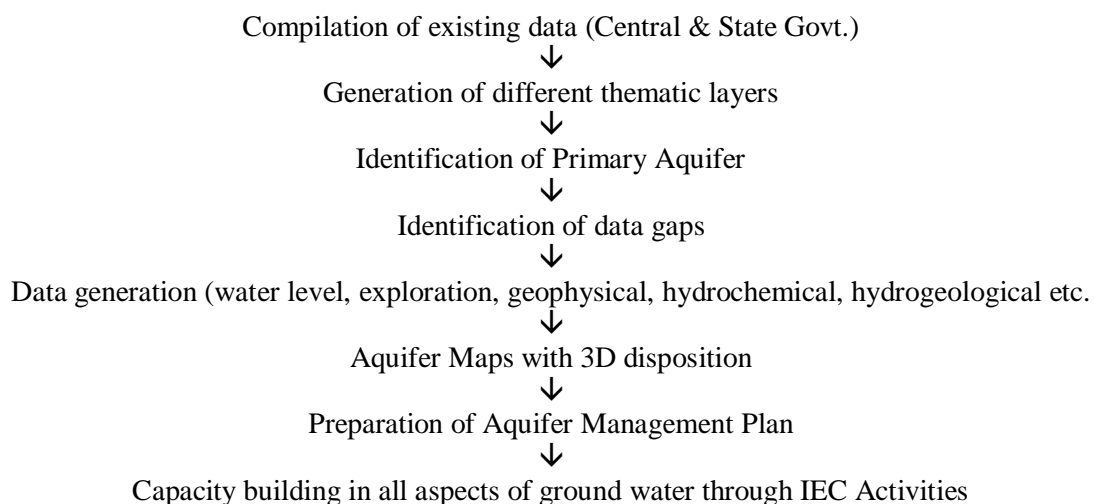 Compilation of existing data (Central & State Govt.)
↓
Generation of different thematic layers
↓
Identification of Primary Aquifer
↓
Identification of data gaps
↓
Data generation (water level, exploration, geophysical, hydrochemical, hydrogeological etc.
↓
Aquifer Maps with 3D disposition
↓
Preparation of Aquifer Management Plan
↓
Capacity building in all aspects of ground water through IEC Activities